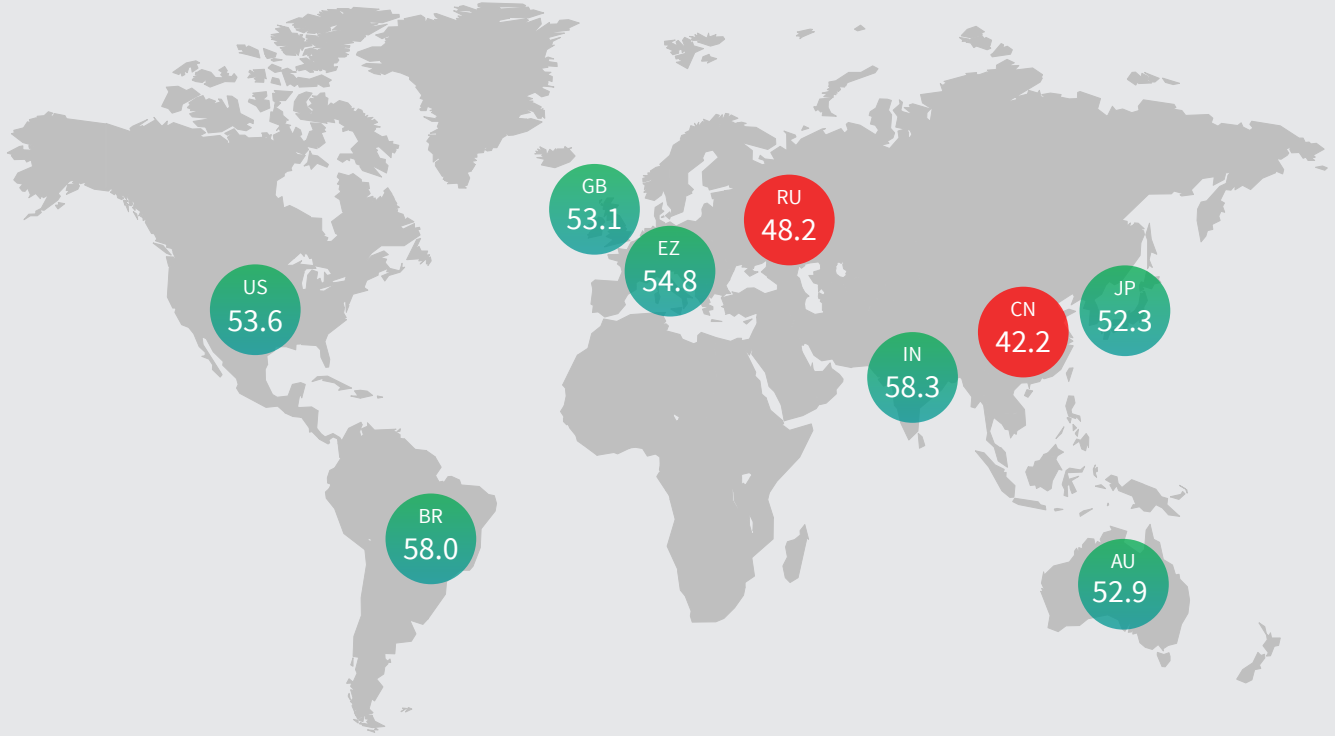 GB
53.1
RU
48.2
EZ
54.8
US
53.6
JP
52.3
CN
42.2
IN
58.3
BR
58.0
AU
52.9